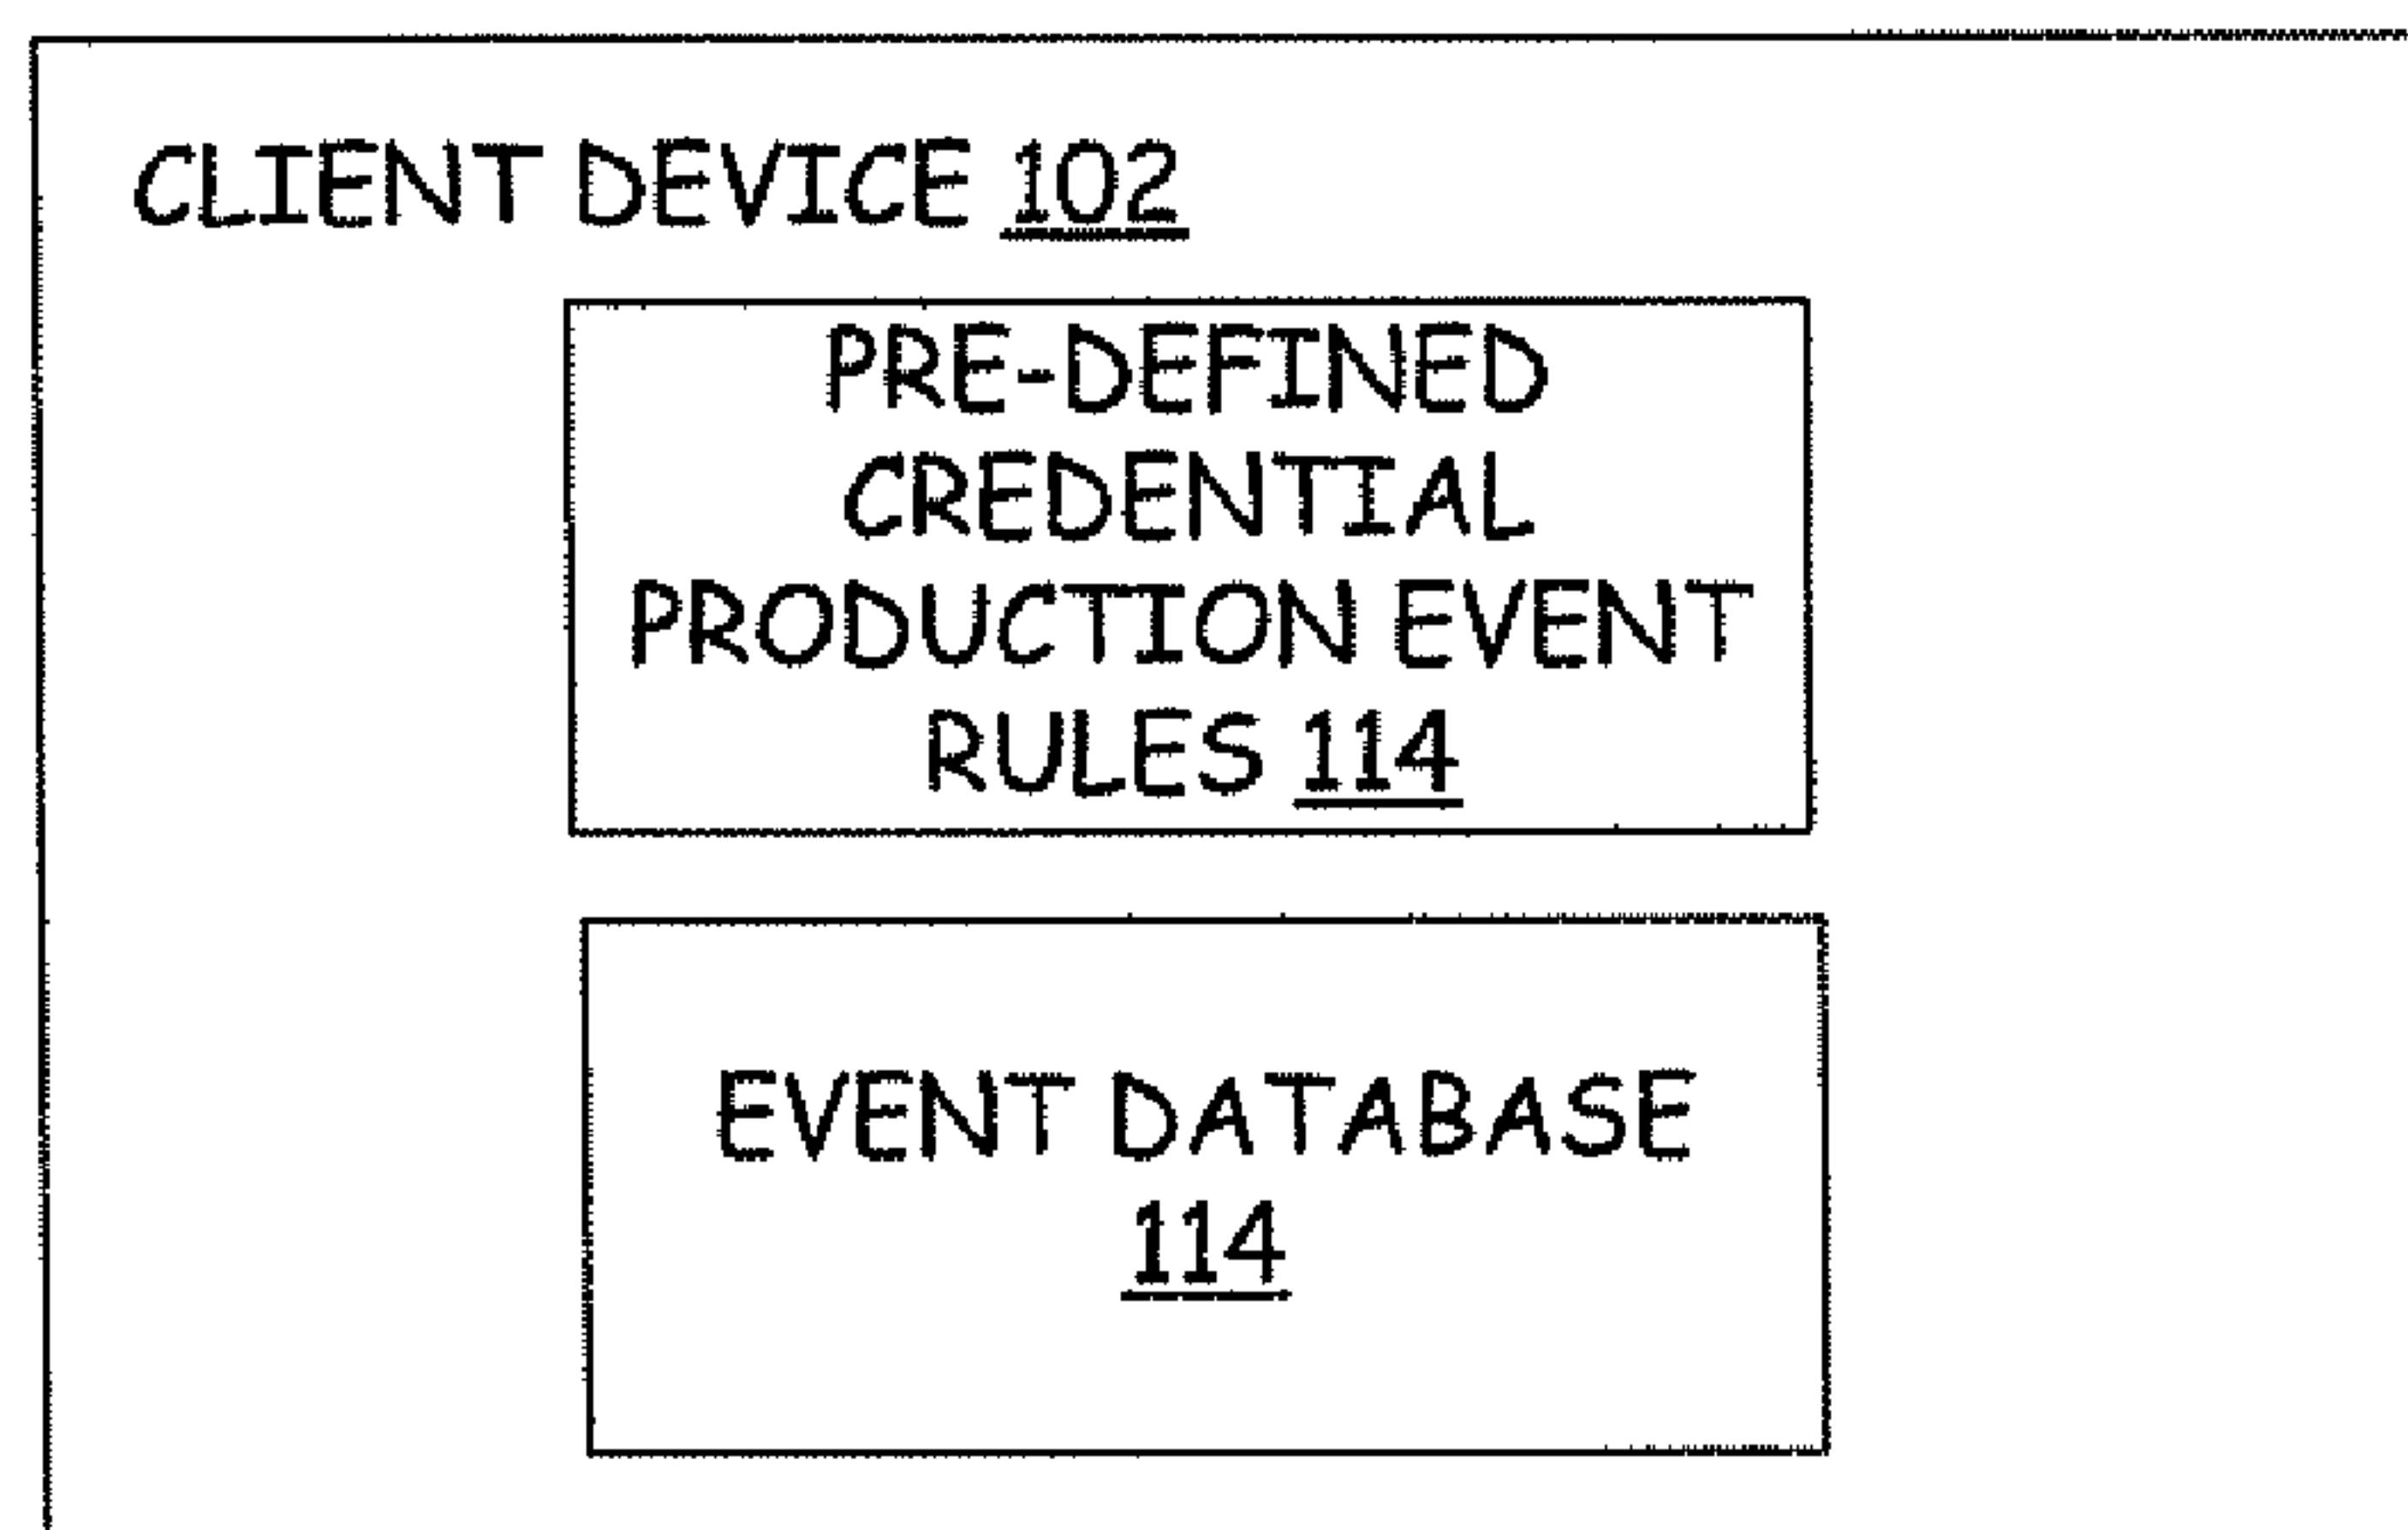 CLIENT DEVICE 102
PRE-DEFINED
CREDENTIAL
PRODUCTION EVENT
RULES 114
EVENT DATABASE
114